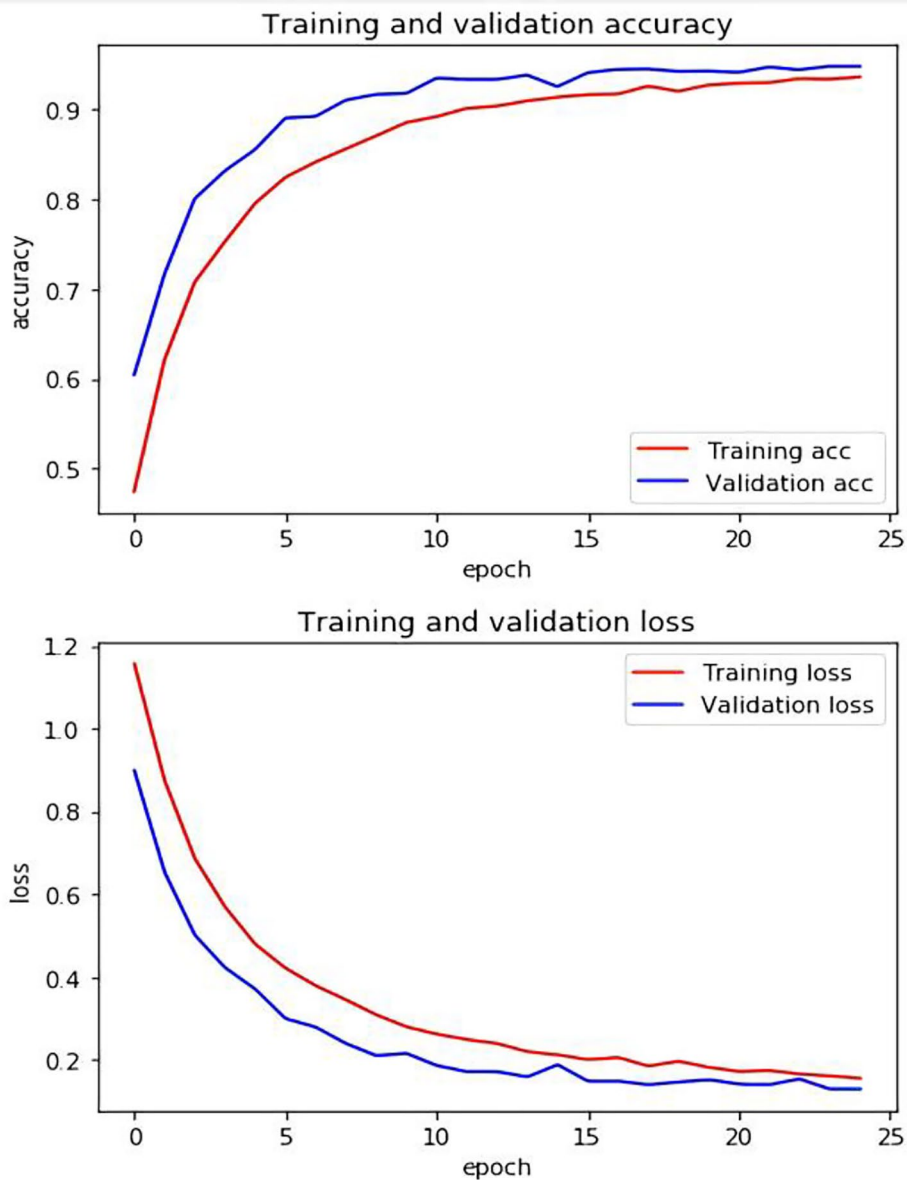 Training and validation accuracy
accuracy
0.9
0.8
0.7
0.6
0.5
Training acc
Validation acc
0 5 10 15 20 25
epoch
Training and validation loss
loss
1.2
1.0
0.8
0.6
0.4
0.2
Training loss
Validation loss
0 5 10 15 20 25
epoch